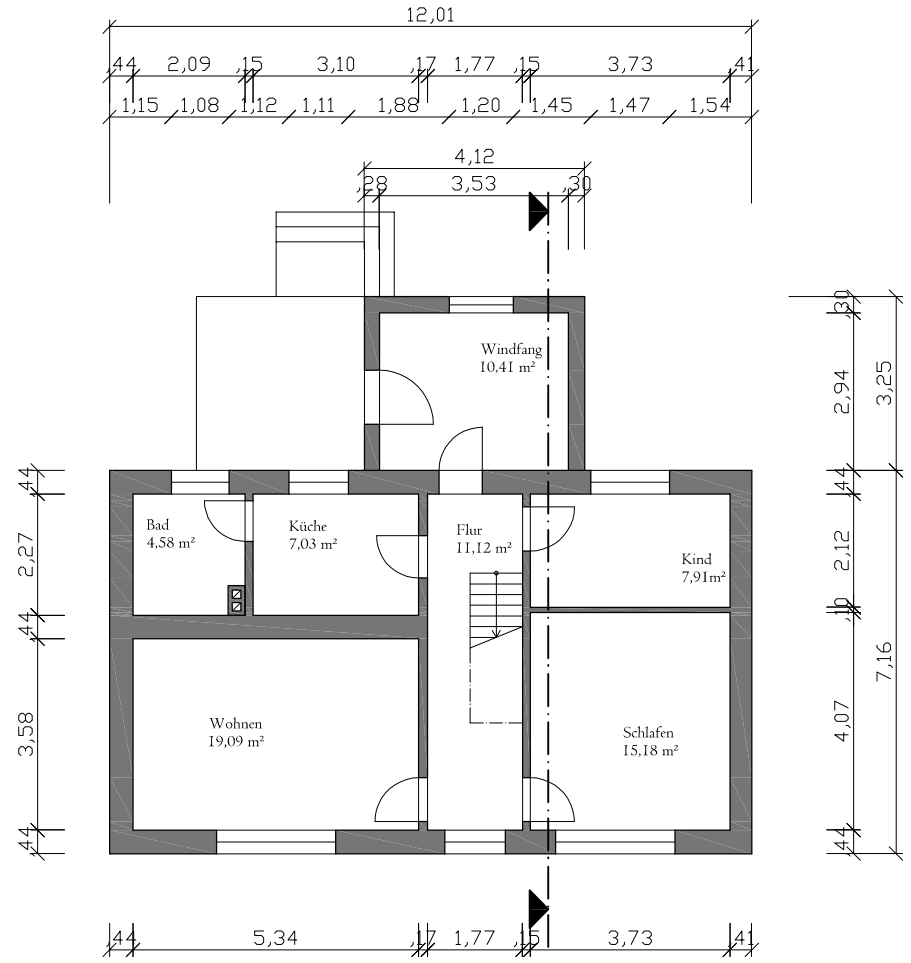 12,01
,44 2,09 ,15 3,10 ,17 1,77 ,15 3,73 ,41
1,15 1,08 1,12 1,11 1,88 1,20 1,45 1,47 1,54
4,12
,28 3,53 ,30
,30
2,94
3,25
Windfang
10,41 m²
,44
2,27
,44
3,58
,44
Bad
4,58 m²
Küche
7,03 m²
Flur
11,12 m²
Kind
7,91m²
Wohnen
19,09 m²
Schlafen
15,18 m²
,44
2,12
,10
4,07
,44
7,16
,44 5,34 ,17 1,77 ,15 3,73 ,41